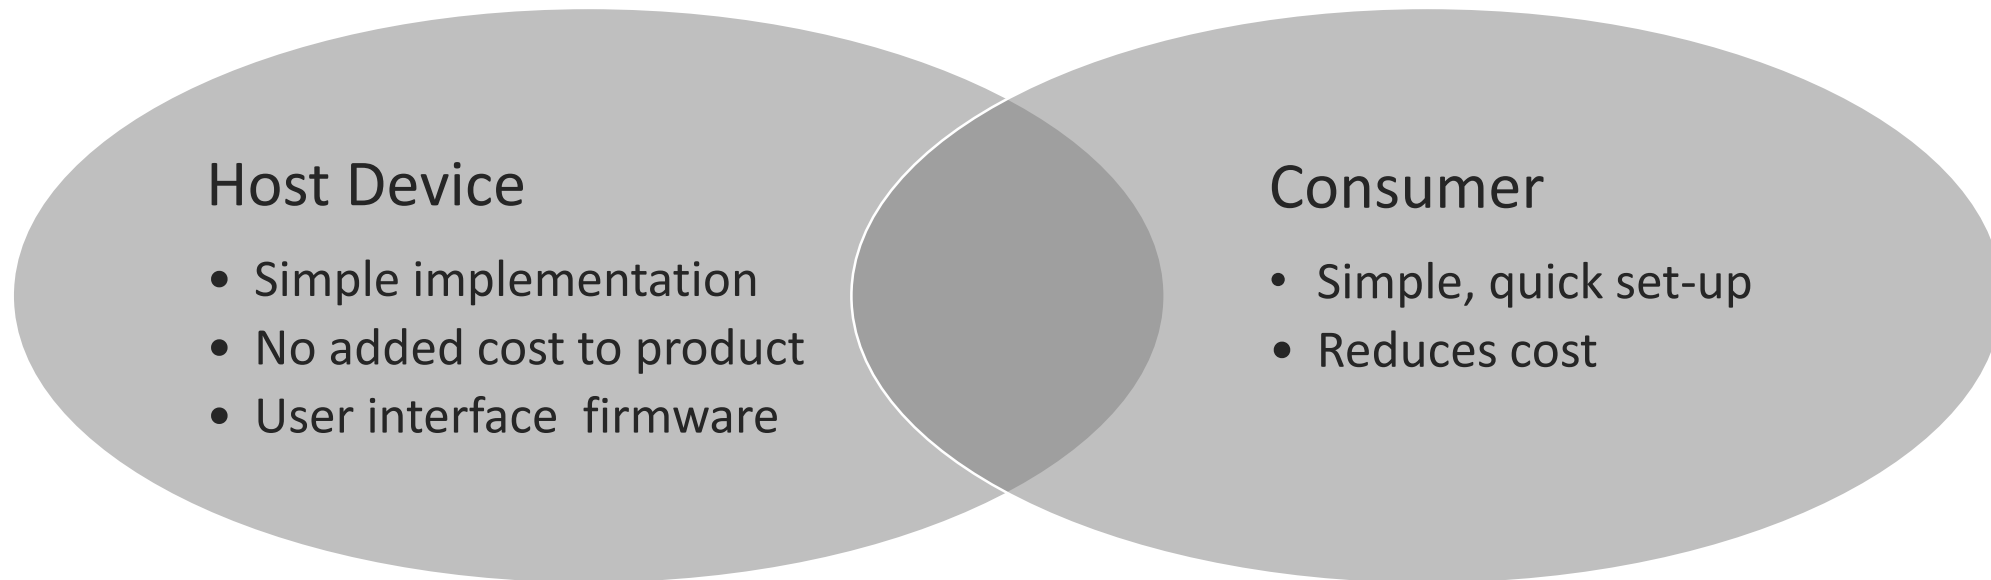 Host Device
• Simple implementation
• No added cost to product
• User interface  firmware
Consumer
• Simple, quick set-up
• Reduces cost